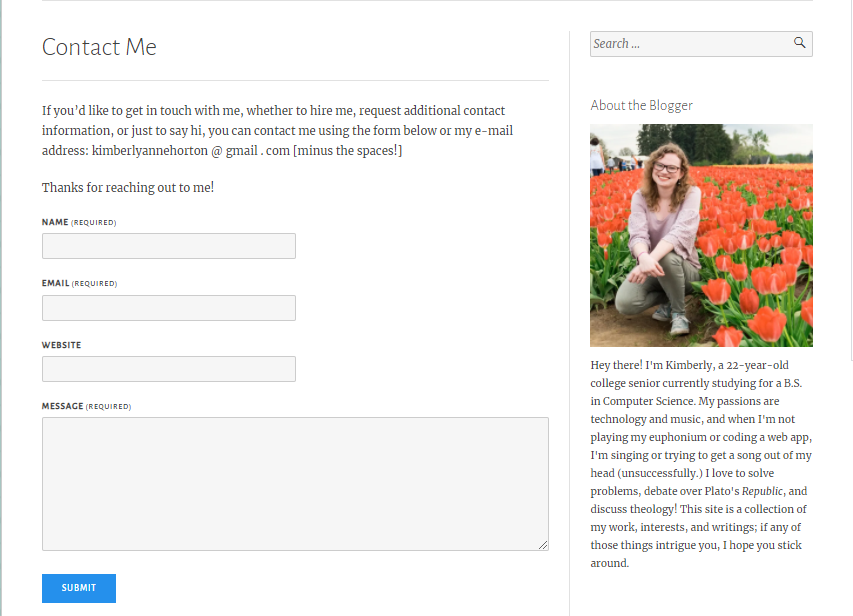 Contact Me
If you’d like to get in touch with me, whether to hire me, request additional contact
information, or just to say hi, you can contact me using the form below or my e-mail
address: kimberlyannehorton @ gmail . com [minus the spaces!]
Thanks for reaching out to me!
NAME (REQUIRED)
EMAIL (REQUIRED)
WEBSITE
MESSAGE (REQUIRED)
SUBMIT
Search …
About the Blogger
Hey there! I'm Kimberly, a 22-year-old
college senior currently studying for a B.S.
in Computer Science. My passions are
technology and music, and when I'm not
playing my euphonium or coding a web app,
I'm singing or trying to get a song out of my
head (unsuccessfully.) I love to solve
problems, debate over Plato's Republic, and
discuss theology! This site is a collection of
my work, interests, and writings; if any of
those things intrigue you, I hope you stick
around.